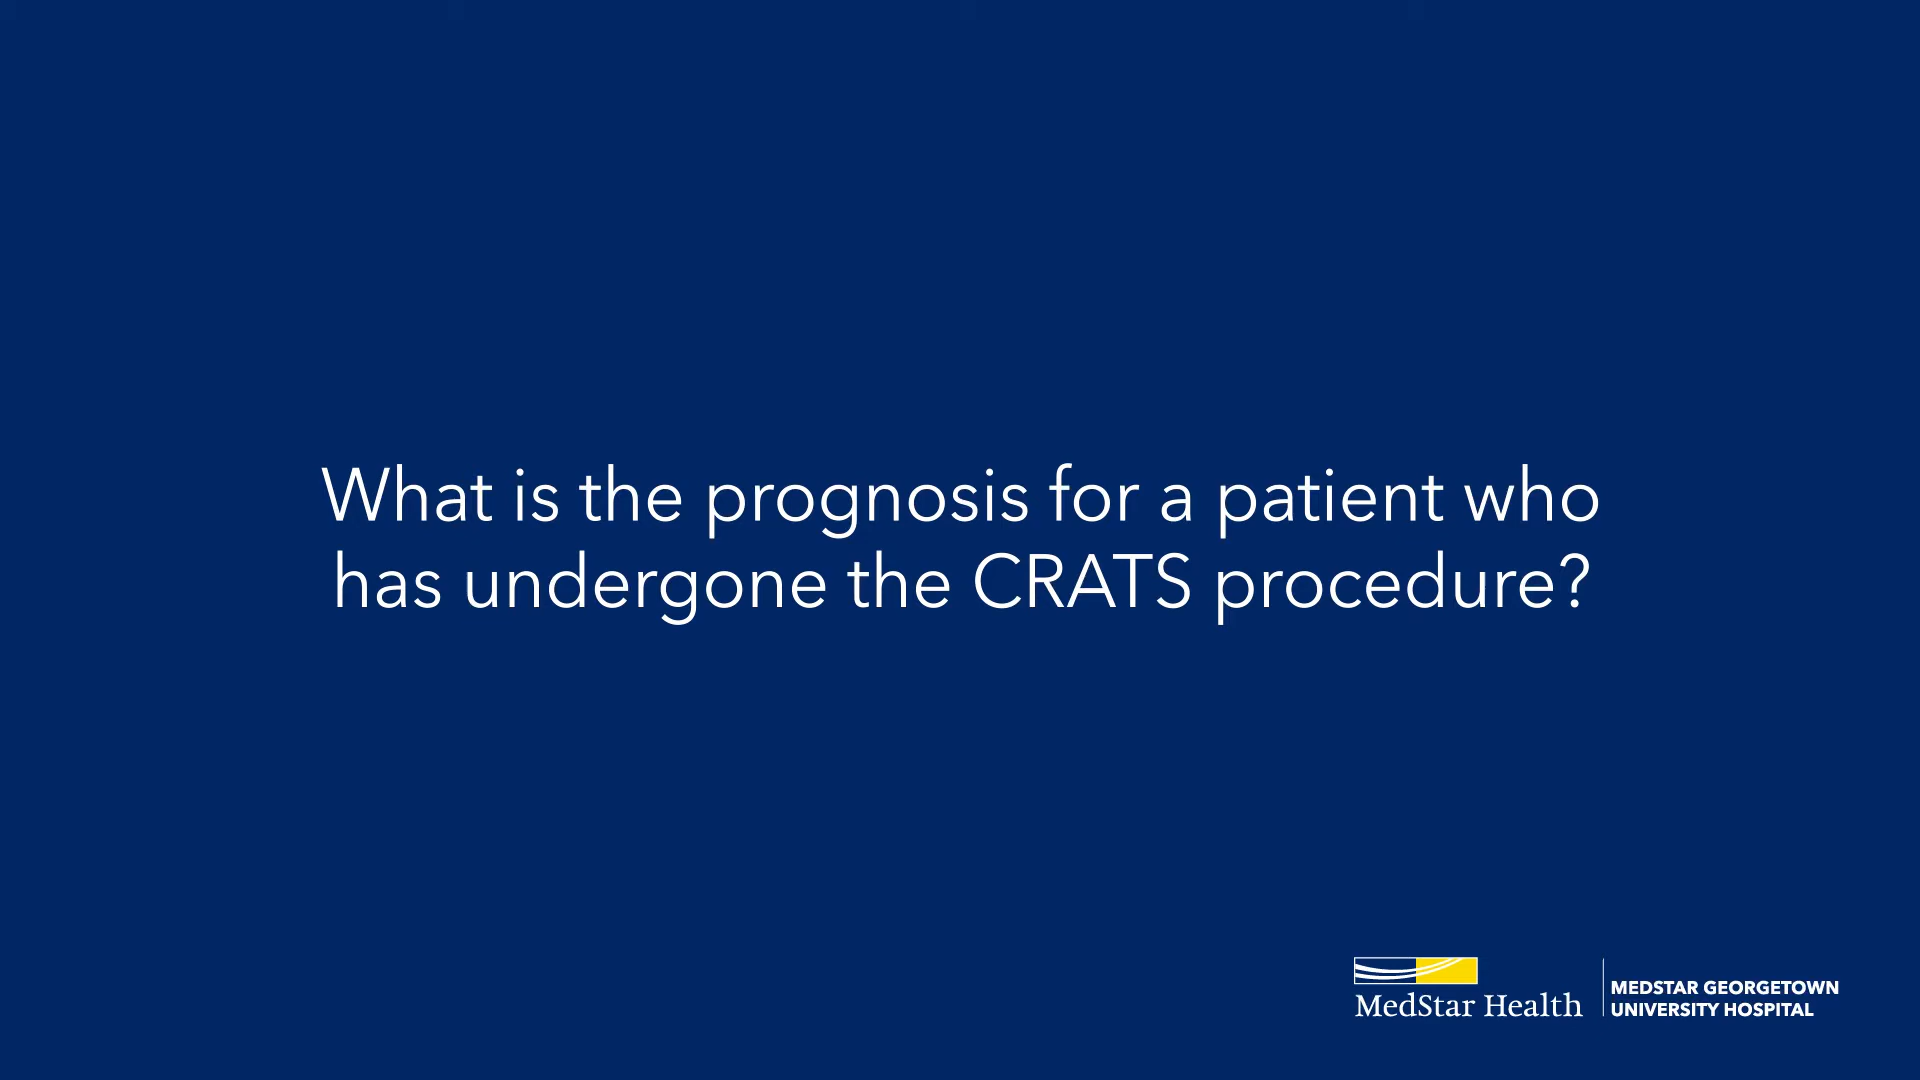 What is the prognosis for a patient who
has undergone the CRATS procedure?
MedStar Health
MEDSTAR GEORGETOWN
UNIVERSITY HOSPITAL